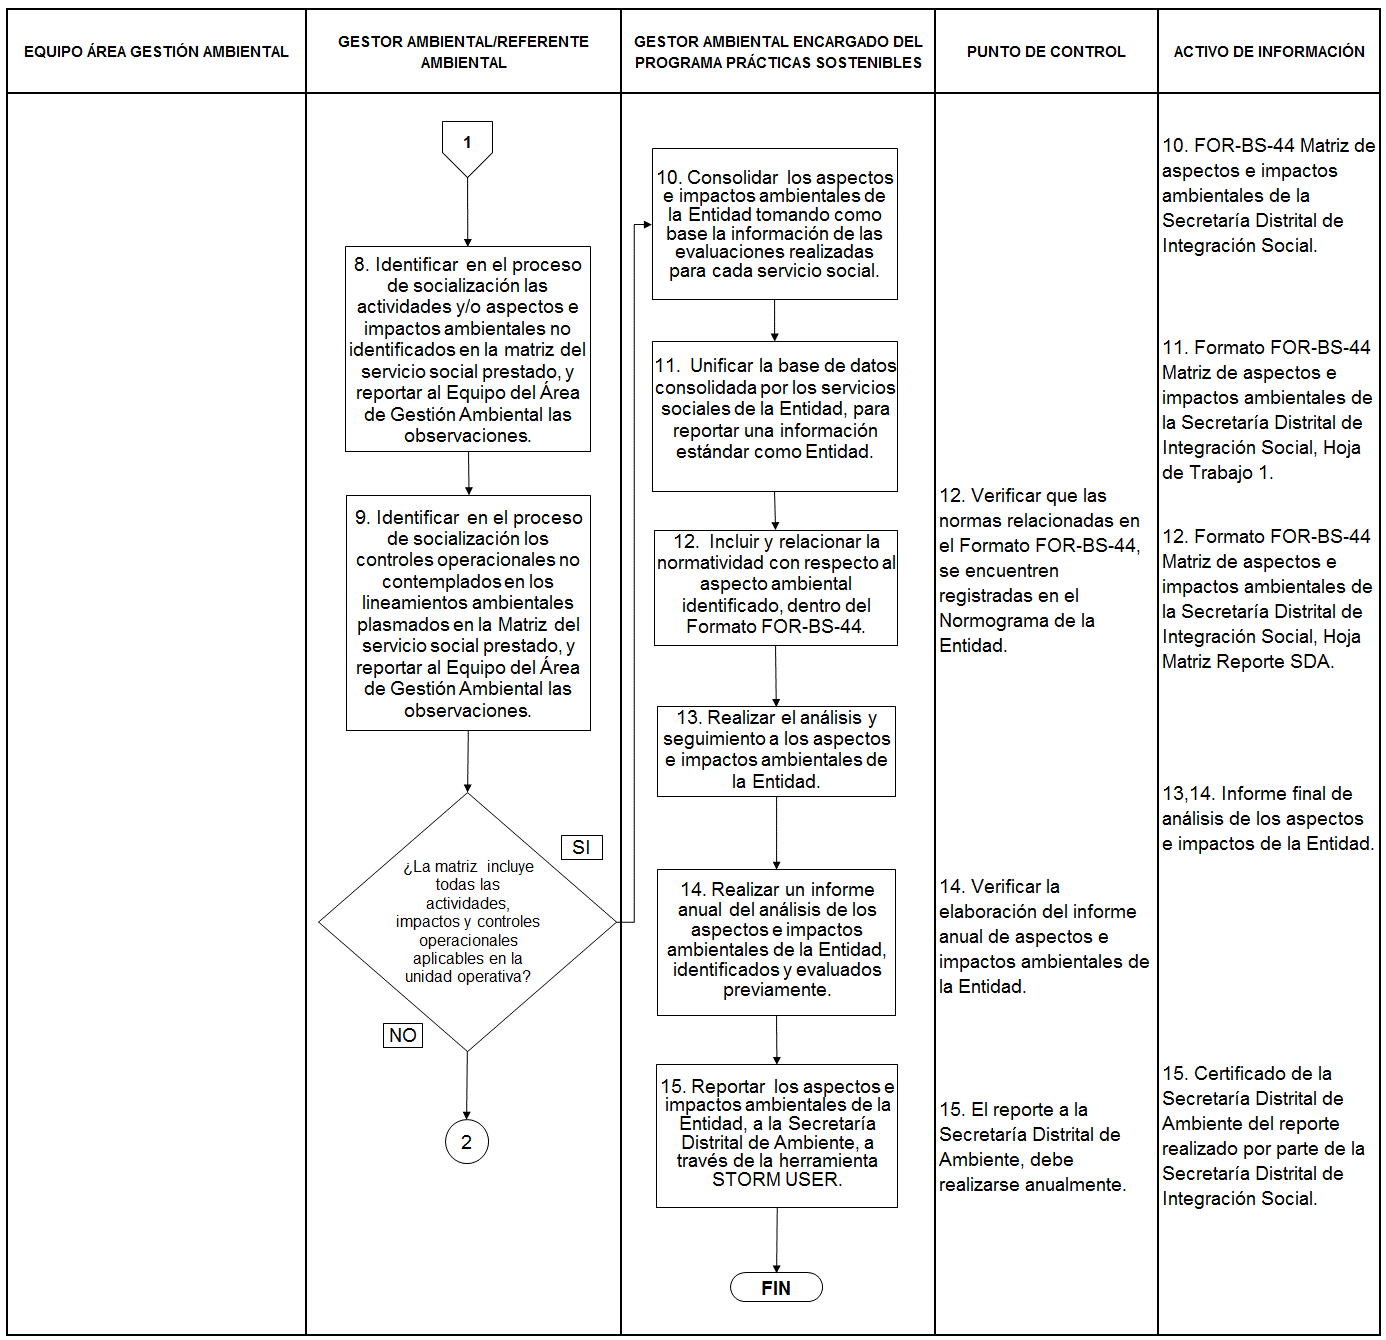 EQUIPO ÁREA GESTIÓN AMBIENTAL
GESTOR AMBIENTAL/REFERENTE
AMBIENTAL
GESTOR AMBIENTAL ENCARGADO DEL
PROGRAMA PRÁCTICAS SOSTENIBLES
PUNTO DE CONTROL
ACTIVO DE INFORMACIÓN
1
8. Identificar en el proceso
de socialización las
actividades y/o aspectos e
impactos ambientales no
identificados en la matriz del
servicio social prestado, y
reportar al Equipo del Área
de Gestión Ambiental las
observaciones.
9. Identificar en el proceso
de socialización los
controles operacionales no
contemplados en los
lineamientos ambientales
plasmados en la Matriz del
servicio social prestado, y
reportar al Equipo del Área
de Gestión Ambiental las
observaciones.
¿La matriz incluye
todas las
actividades,
impactos y controles
operacionales
aplicables en la
unidad operativa?
SI
NO
2
10. Consolidar los aspectos
e impactos ambientales de
la Entidad tomando como
base la información de las
evaluaciones realizadas
para cada servicio social.
11. Unificar la base de datos
consolidada por los servicios
sociales de la Entidad, para
reportar una información
estándar como Entidad.
12. Incluir y relacionar la
normatividad con respecto al
aspecto ambiental
identificado, dentro del
Formato FOR-BS-44.
13. Realizar el análisis y
seguimiento a los aspectos
e impactos ambientales de
la Entidad.
14. Realizar un informe
anual del análisis de los
aspectos e impactos
ambientales de la Entidad,
identificados y evaluados
previamente.
15. Reportar los aspectos e
impactos ambientales de la
Entidad, a la Secretaría
Distrital de Ambiente, a
través de la herramienta
STORM USER.
FIN
12. Verificar que las
normas relacionadas en
el Formato FOR-BS-44,
se encuentren
registradas en el
Normograma de la
Entidad.
14. Verificar la
elaboración del informe
anual de aspectos e
impactos ambientales de
la Entidad.
15. El reporte a la
Secretaría Distrital de
Ambiente, debe
realizarse anualmente.
10. FOR-BS-44 Matriz de
aspectos e impactos
ambientales de la
Secretaría Distrital de
Integración Social.
11. Formato FOR-BS-44
Matriz de aspectos e
impactos ambientales de
la Secretaría Distrital de
Integración Social, Hoja
de Trabajo 1.
12. Formato FOR-BS-44
Matriz de aspectos e
impactos ambientales de
la Secretaría Distrital de
Integración Social, Hoja
Matriz Reporte SDA.
13,14. Informe final de
análisis de los aspectos
e impactos de la Entidad.
15. Certificado de la
Secretaría Distrital de
Ambiente del reporte
realizado por parte de la
Secretaría Distrital de
Integración Social.